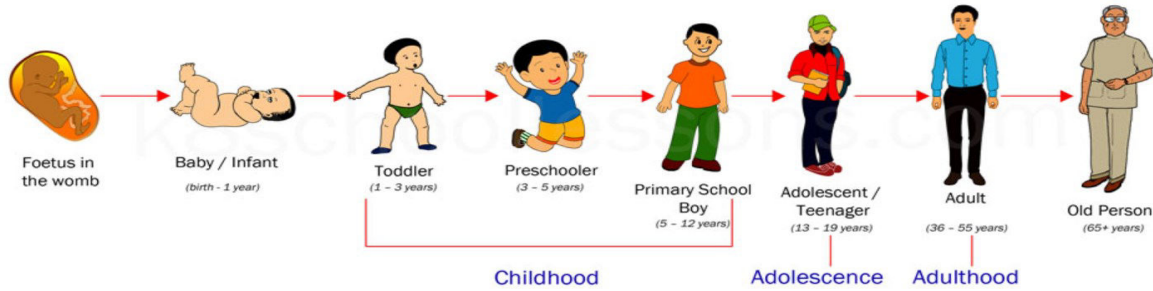 Foetus in
the womb
Baby / Infant
(birth - 1 year)
Toddler
(1 – 3 years)
Preschooler
(3 – 5 years)
Primary School
Boy
(5 – 12 years)
Adolescent /
Teenager
(13 – 19 years)
Adult
(36 – 55 years)
Old Person
(65+ years)
Childhood
Adolescence
Adulthood